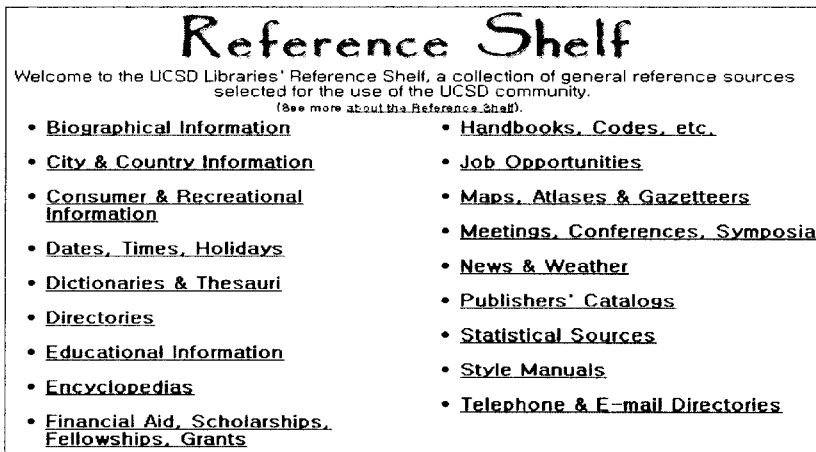 Reference Shelf
Welcome to the UCSD Libraries' Reference Shelf, a collection of general reference sources
selected for the use of the UCSD community.
(See more about the Reference Shelf).
• Biographical Information
• City & Country Information
• Consumer & Recreational
Information
• Dates, Times, Holidays
• Dictionaries & Thesauri
• Directories
• Educational Information
• Encyclopedias
• Financial Aid, Scholarships,
Fellowships, Grants
• Handbooks, Codes, etc.
• Job Opportunities
• Maps, Atlases & Gazetteers
• Meetings, Conferences, Symposia
• News & Weather
• Publishers' Catalogs
• Statistical Sources
• Style Manuals
• Telephone & E-mail Directories